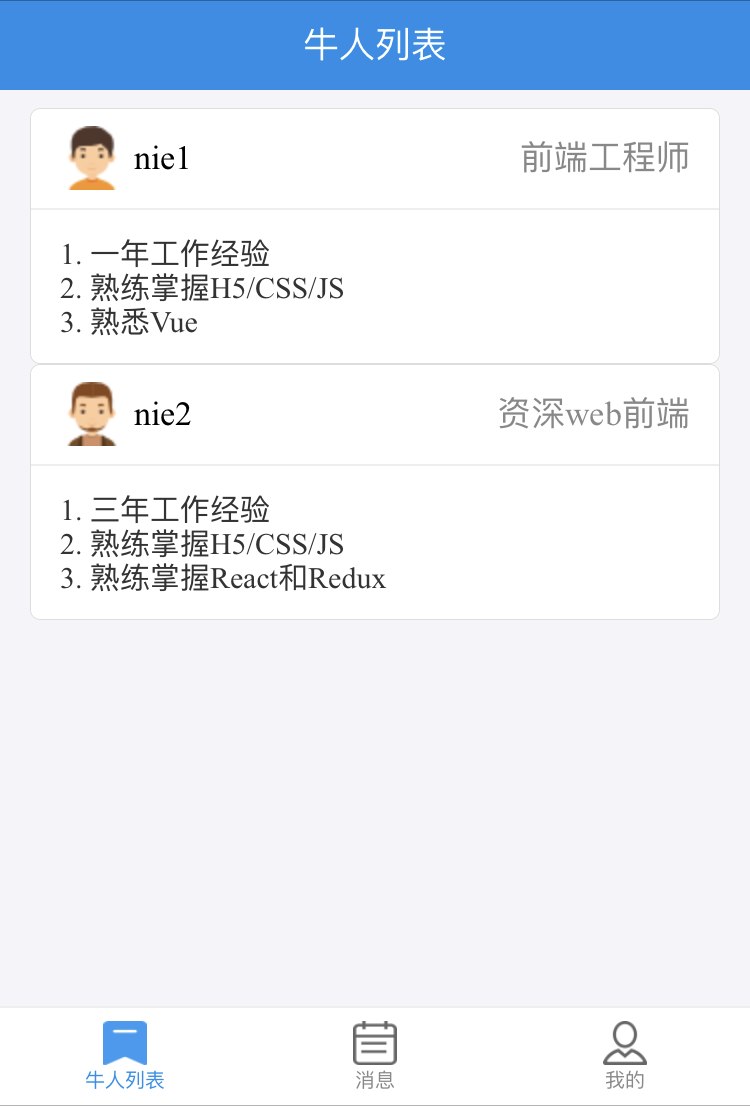 牛人列表
nie1 前端工程师
1. 一年工作经验
2. 熟练掌握H5/CSS/JS
3. 熟悉Vue
nie2 资深web前端
1. 三年工作经验
2. 熟练掌握H5/CSS/JS
3. 熟练掌握React和Redux
牛人列表 消息 我的